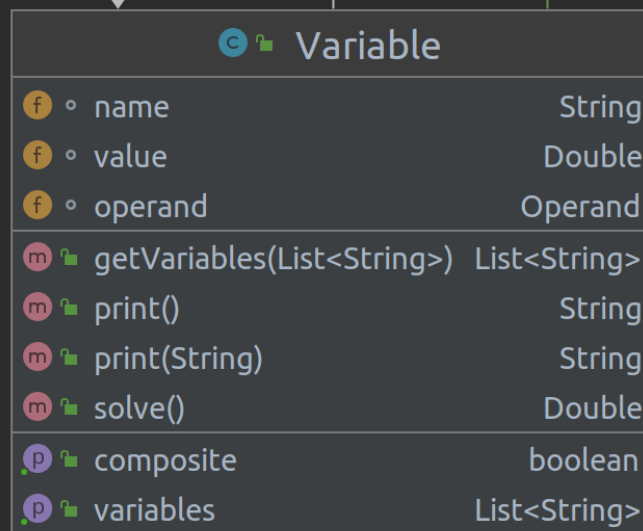 C Variable
f name String
f value Double
f operand Operand
m getVariables(List<String>) List<String>
m print() String
m print(String) String
m solve() Double
p composite boolean
p variables List<String>